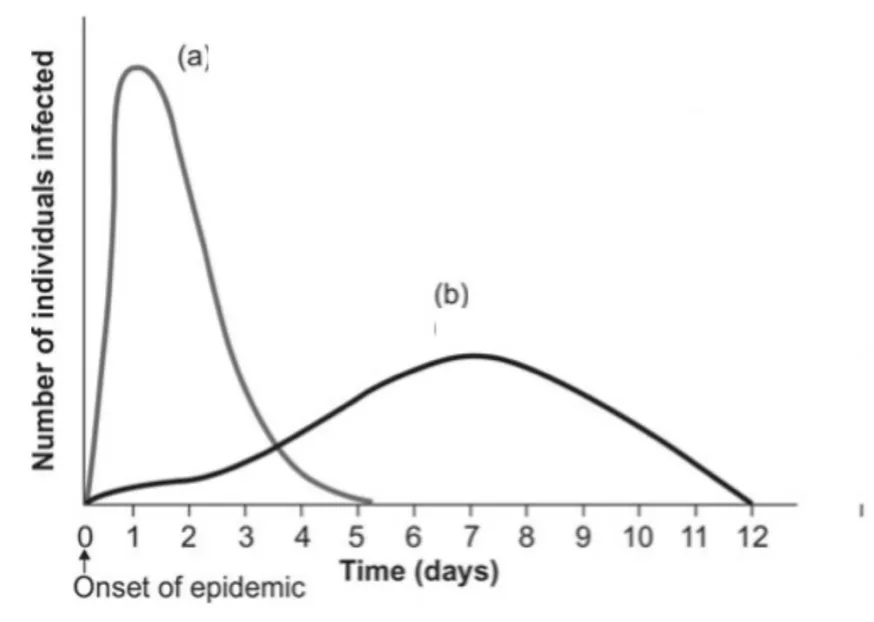 (a)
Number of individuals infected
(b)
0 1 2 3 4 5 6 7 8 9 10 11 12
Time (days)
Onset of epidemic